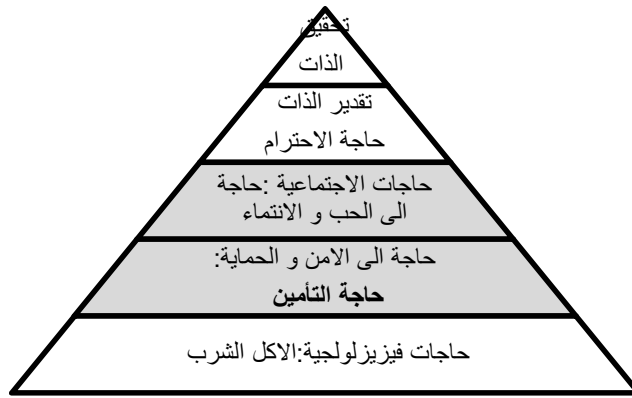 تحقيق
الذات
تقدير الذات
حاجة الاحترام
حاجات الاجتماعية :حاجة
الى الحب و الانتماء
حاجة الى الامن و الحماية:
حاجة التأمين
حاجات فيزيزلولجية:الاكل الشرب